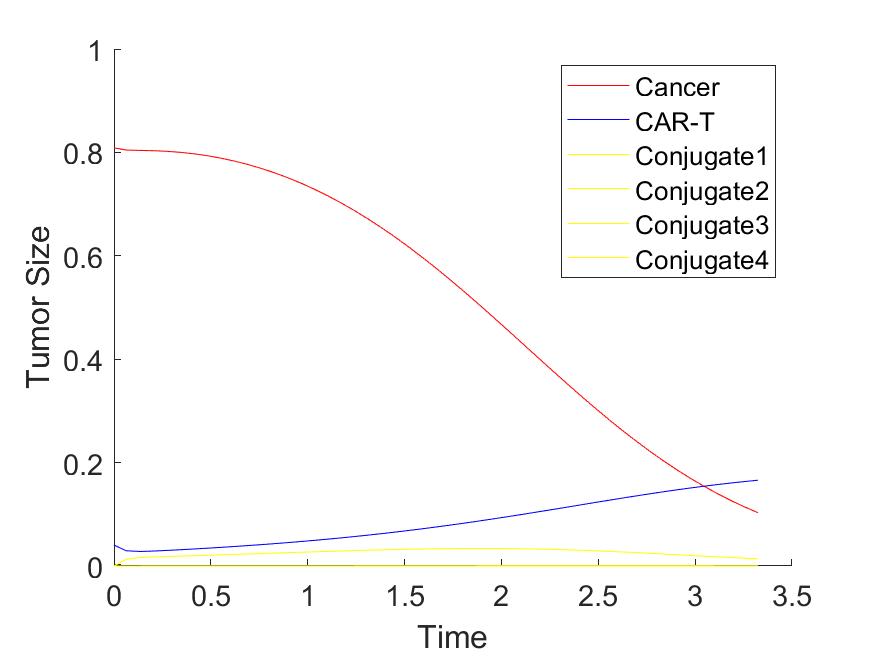 1
0.8
0.6
0.4
0.2
0
Tumor Size
Cancer
CAR-T
Conjugate1
Conjugate2
Conjugate3
Conjugate4
0 0.5 1 1.5 2 2.5 3 3.5
Time